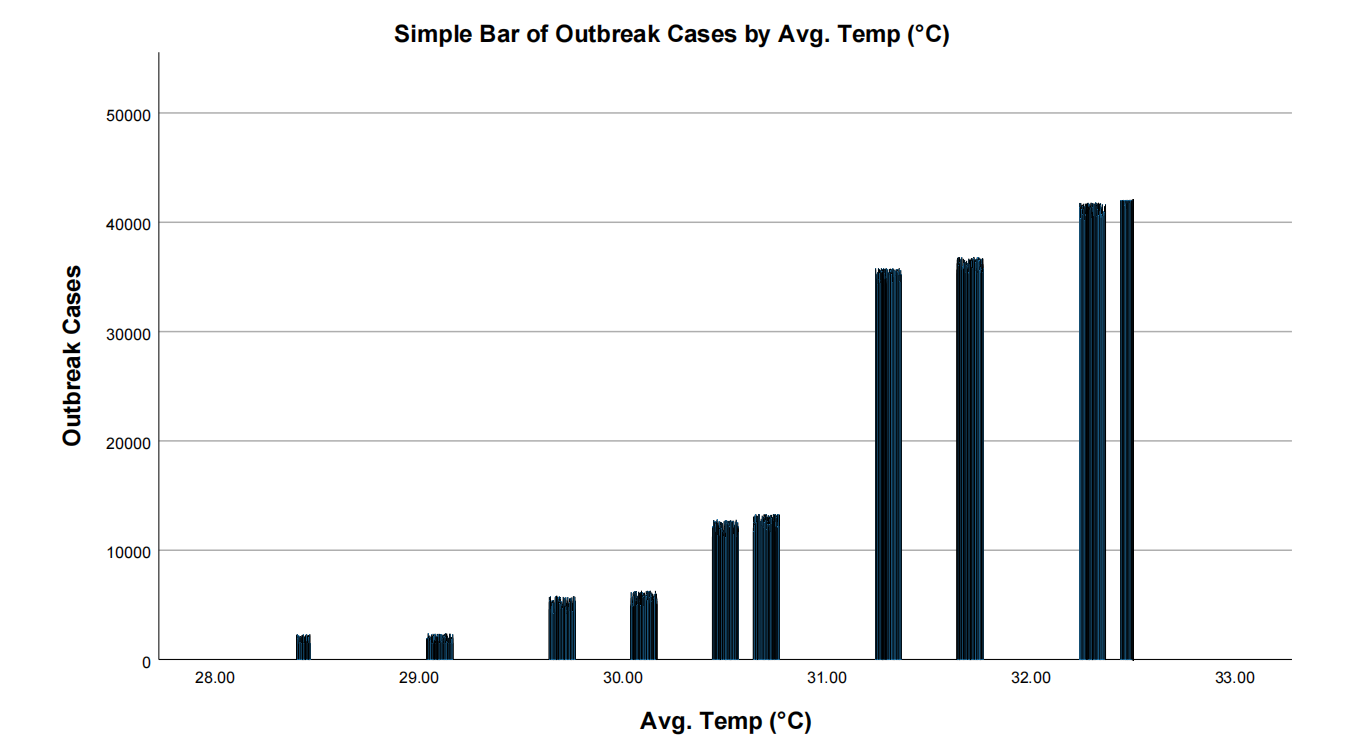 Simple Bar of Outbreak Cases by Avg. Temp (°C)
50000
40000
30000
20000
10000
0
Outbreak Cases
28.00 29.00 30.00 31.00 32.00 33.00
Avg. Temp (°C)